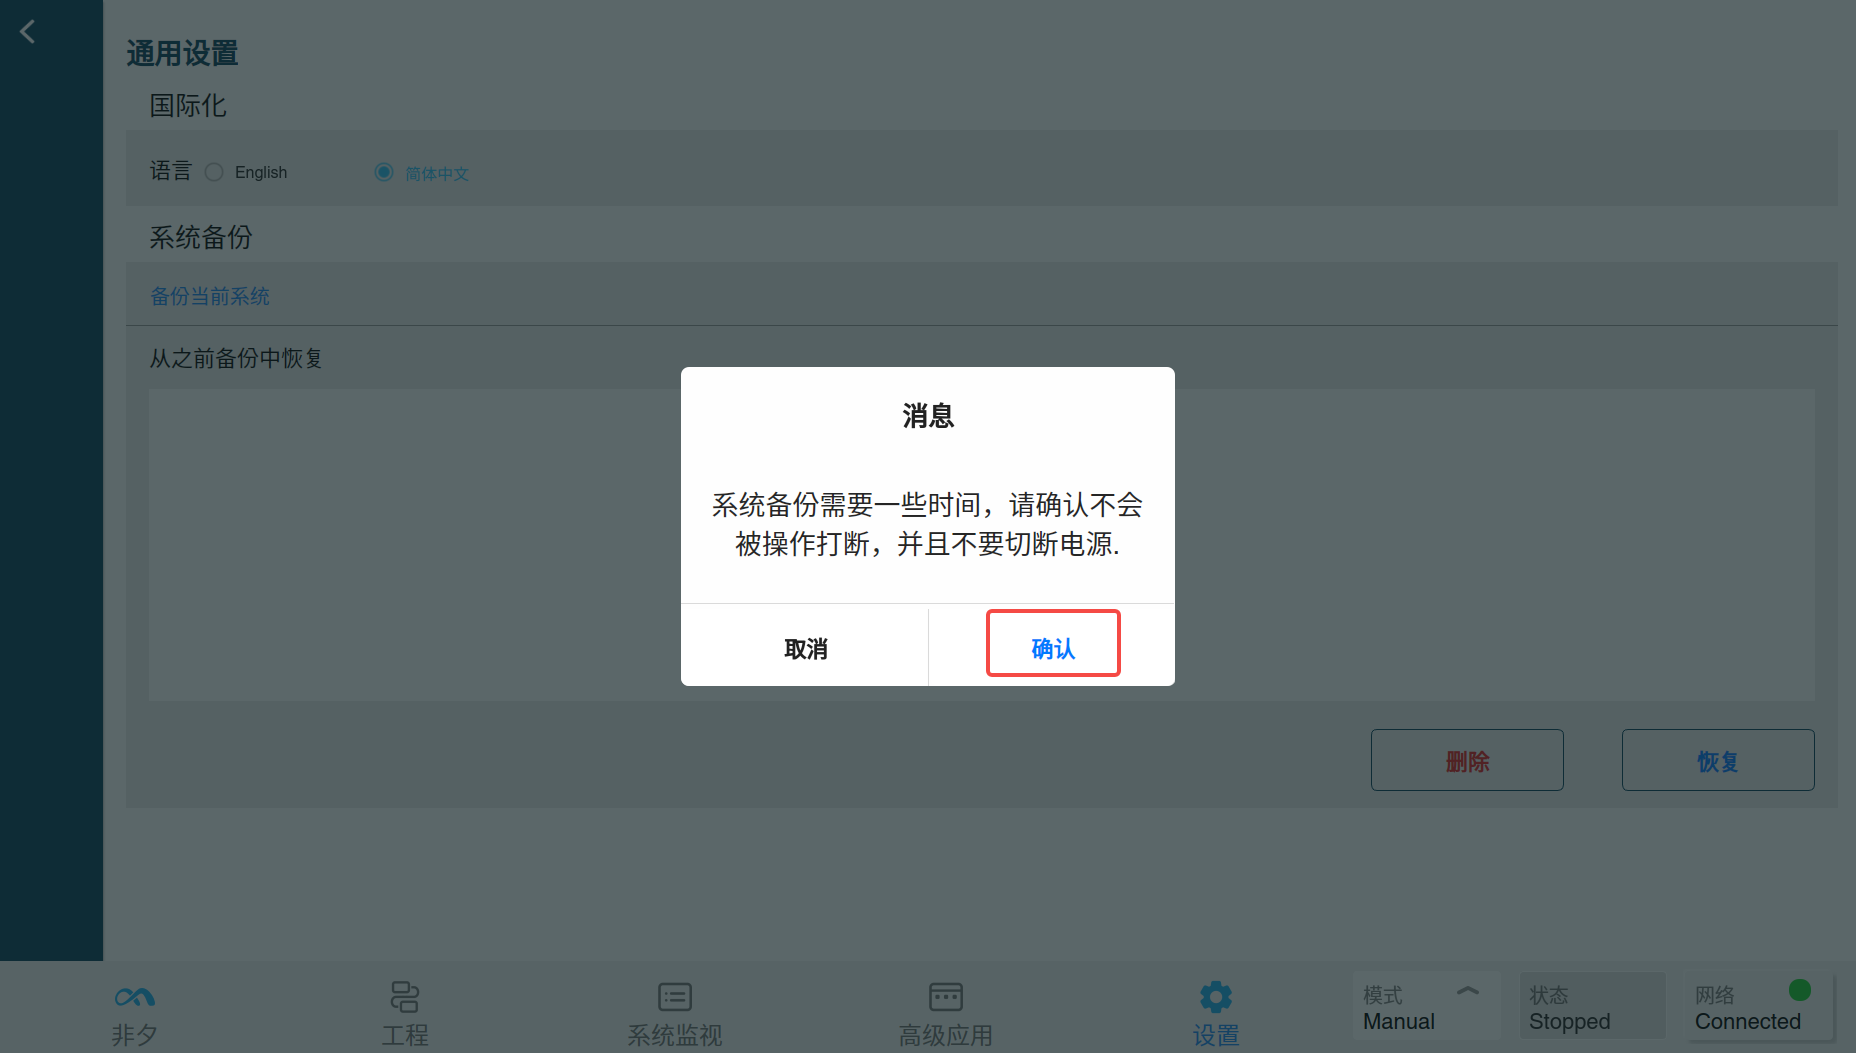 通用设置
国际化
语言 English 简体中文
系统备份
备份当前系统
从之前备份中恢复
消息
系统备份需要一些时间，请确认不会
被操作打断，并且不要切断电源.
取消 确认
删除 恢复
非夕 工程 系统监视 高级应用 设置
模式 状态 网络
Manual Stopped Connected